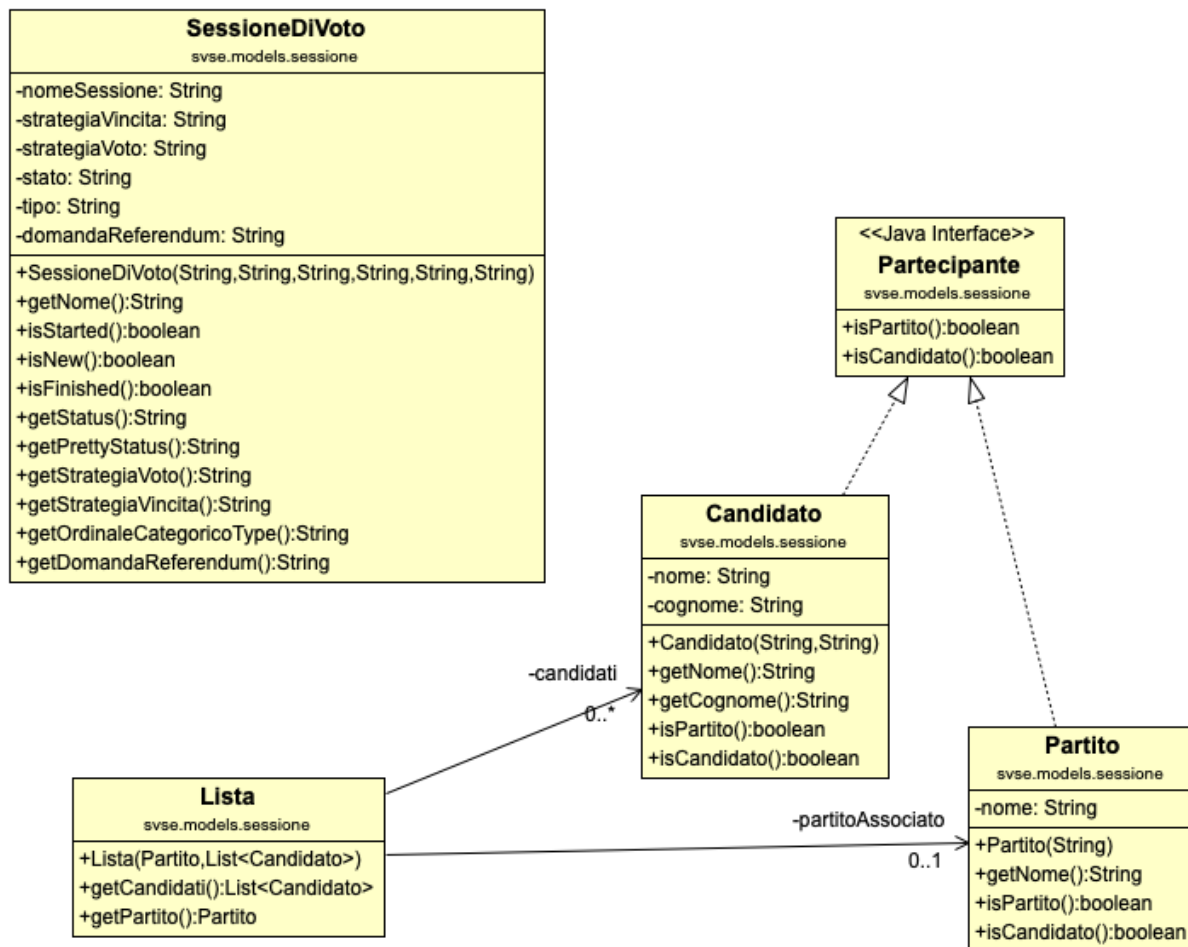 SessioneDiVoto
svse.models.sessione
-nomeSessione: String
-strategiaVincita: String
-strategiaVoto: String
-stato: String
-tipo: String
-domandaReferendum: String
+SessioneDiVoto(String,String,String,String,String,String)
+getNome():String
+isStarted():boolean
+isNew():boolean
+isFinished():boolean
+getStatus():String
+getPrettyStatus():String
+getStrategiaVoto():String
+getStrategiaVincita():String
+getOrdinaleCategoricoType():String
+getDomandaReferendum():String
<<Java Interface>>
Partecipante
svse.models.sessione
+isPartito():boolean
+isCandidato():boolean
Candidato
svse.models.sessione
-nome: String
-cognome: String
+Candidato(String,String)
+getNome():String
+getCognome():String
+isPartito():boolean
+isCandidato():boolean
-candidati
0..*
Lista
svse.models.sessione
+Lista(Partito,List<Candidato>)
+getCandidati():List<Candidato>
+getPartito():Partito
-partitoAssociato
0..1
Partito
svse.models.sessione
-nome: String
+Partito(String)
+getNome():String
+isPartito():boolean
+isCandidato():boolean